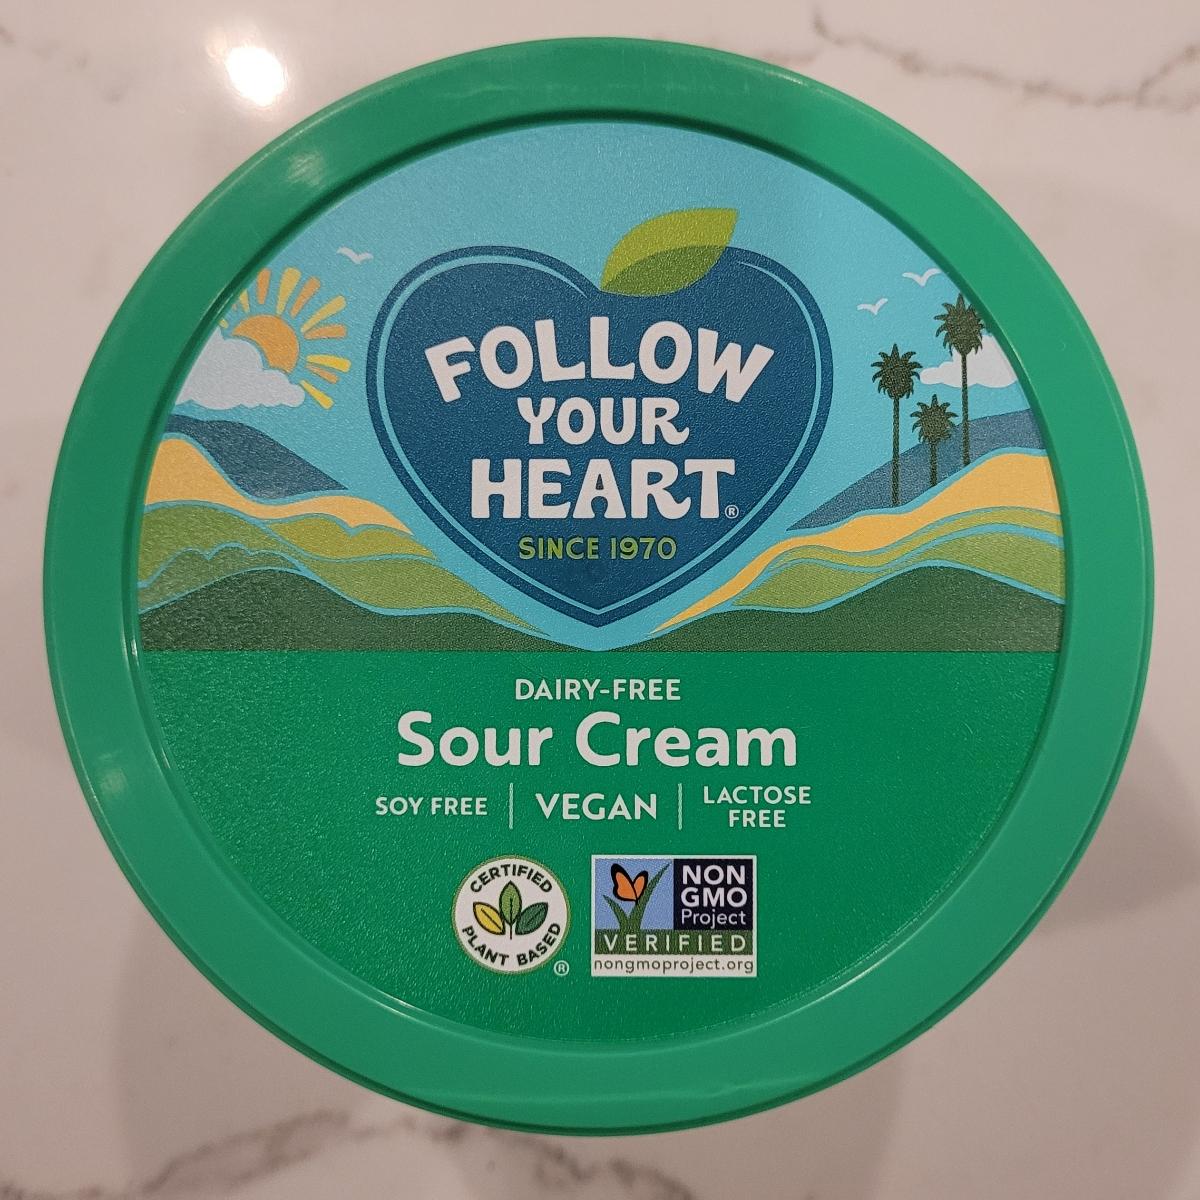 FOLLOW
YOUR
HEART®
SINCE 1970
DAIRY-FREE
Sour Cream
SOY FREE
VEGAN
LACTOSE
FREE
CERTIFIED
PLANT BASED
®
NON
GMO
Project
VERIFIED
nongmoproject.org